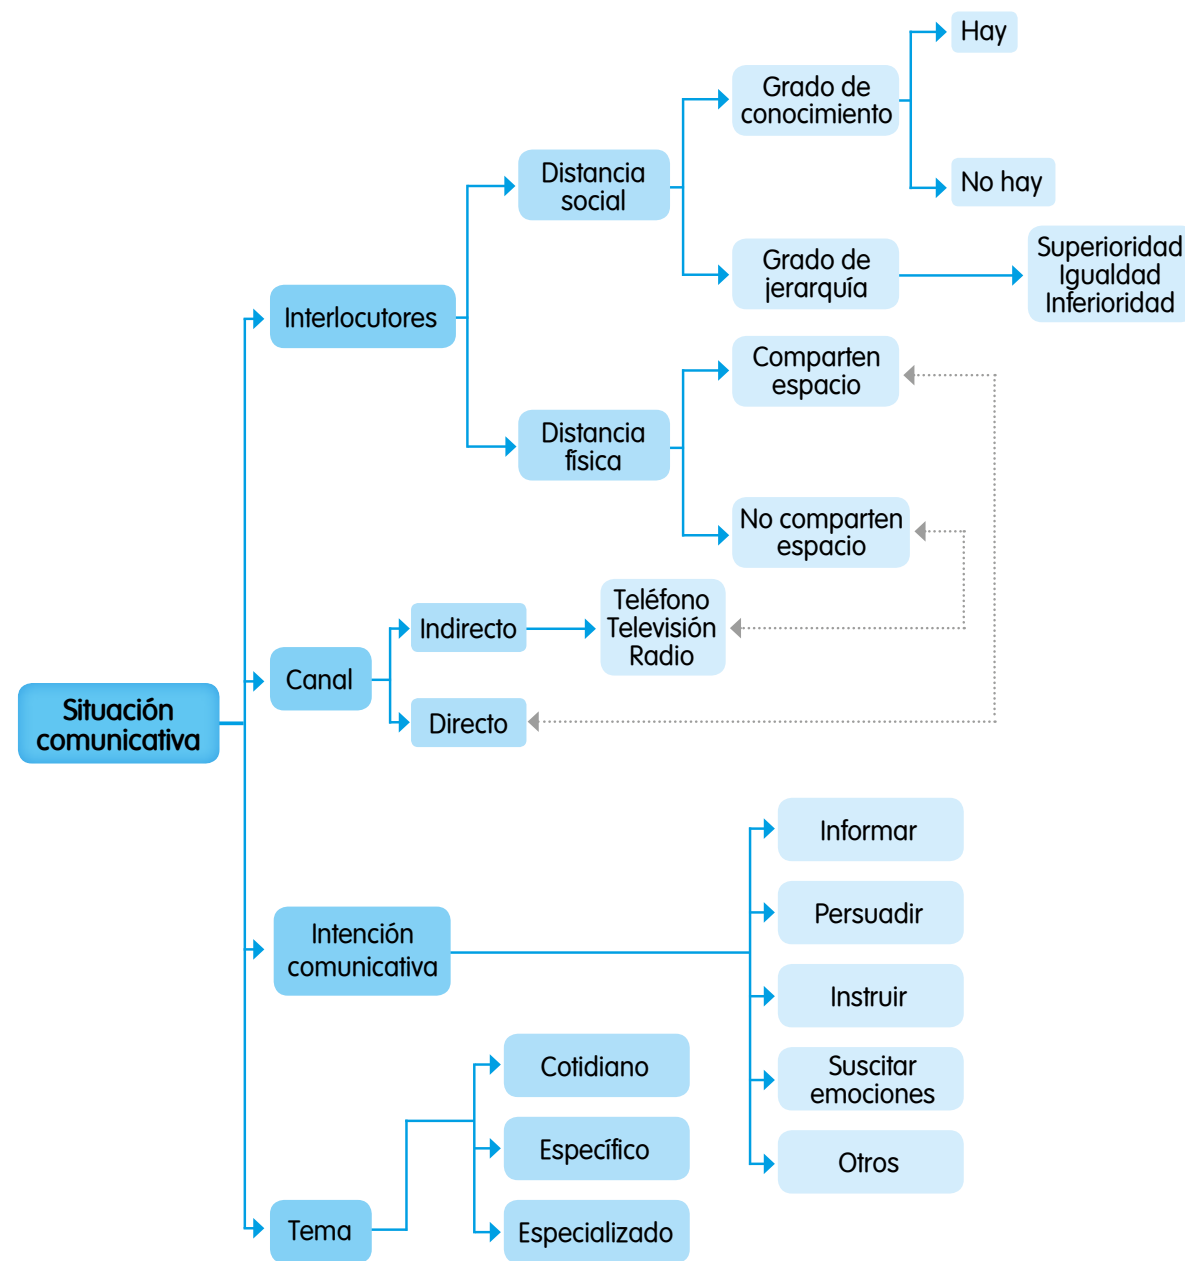 Hay
Grado de
conocimiento
No hay
Distancia
social
Grado de
jerarquía
Superioridad
Igualdad
Inferioridad
Interlocutores
Comparten
espacio
Distancia
física
No comparten
espacio
Teléfono
Televisión
Radio
Indirecto
Canal
Directo
Situación
comunicativa
Informar
Persuadir
Intención
comunicativa
Instruir
Suscitar
emociones
Otros
Cotidiano
Específico
Tema
Especializado